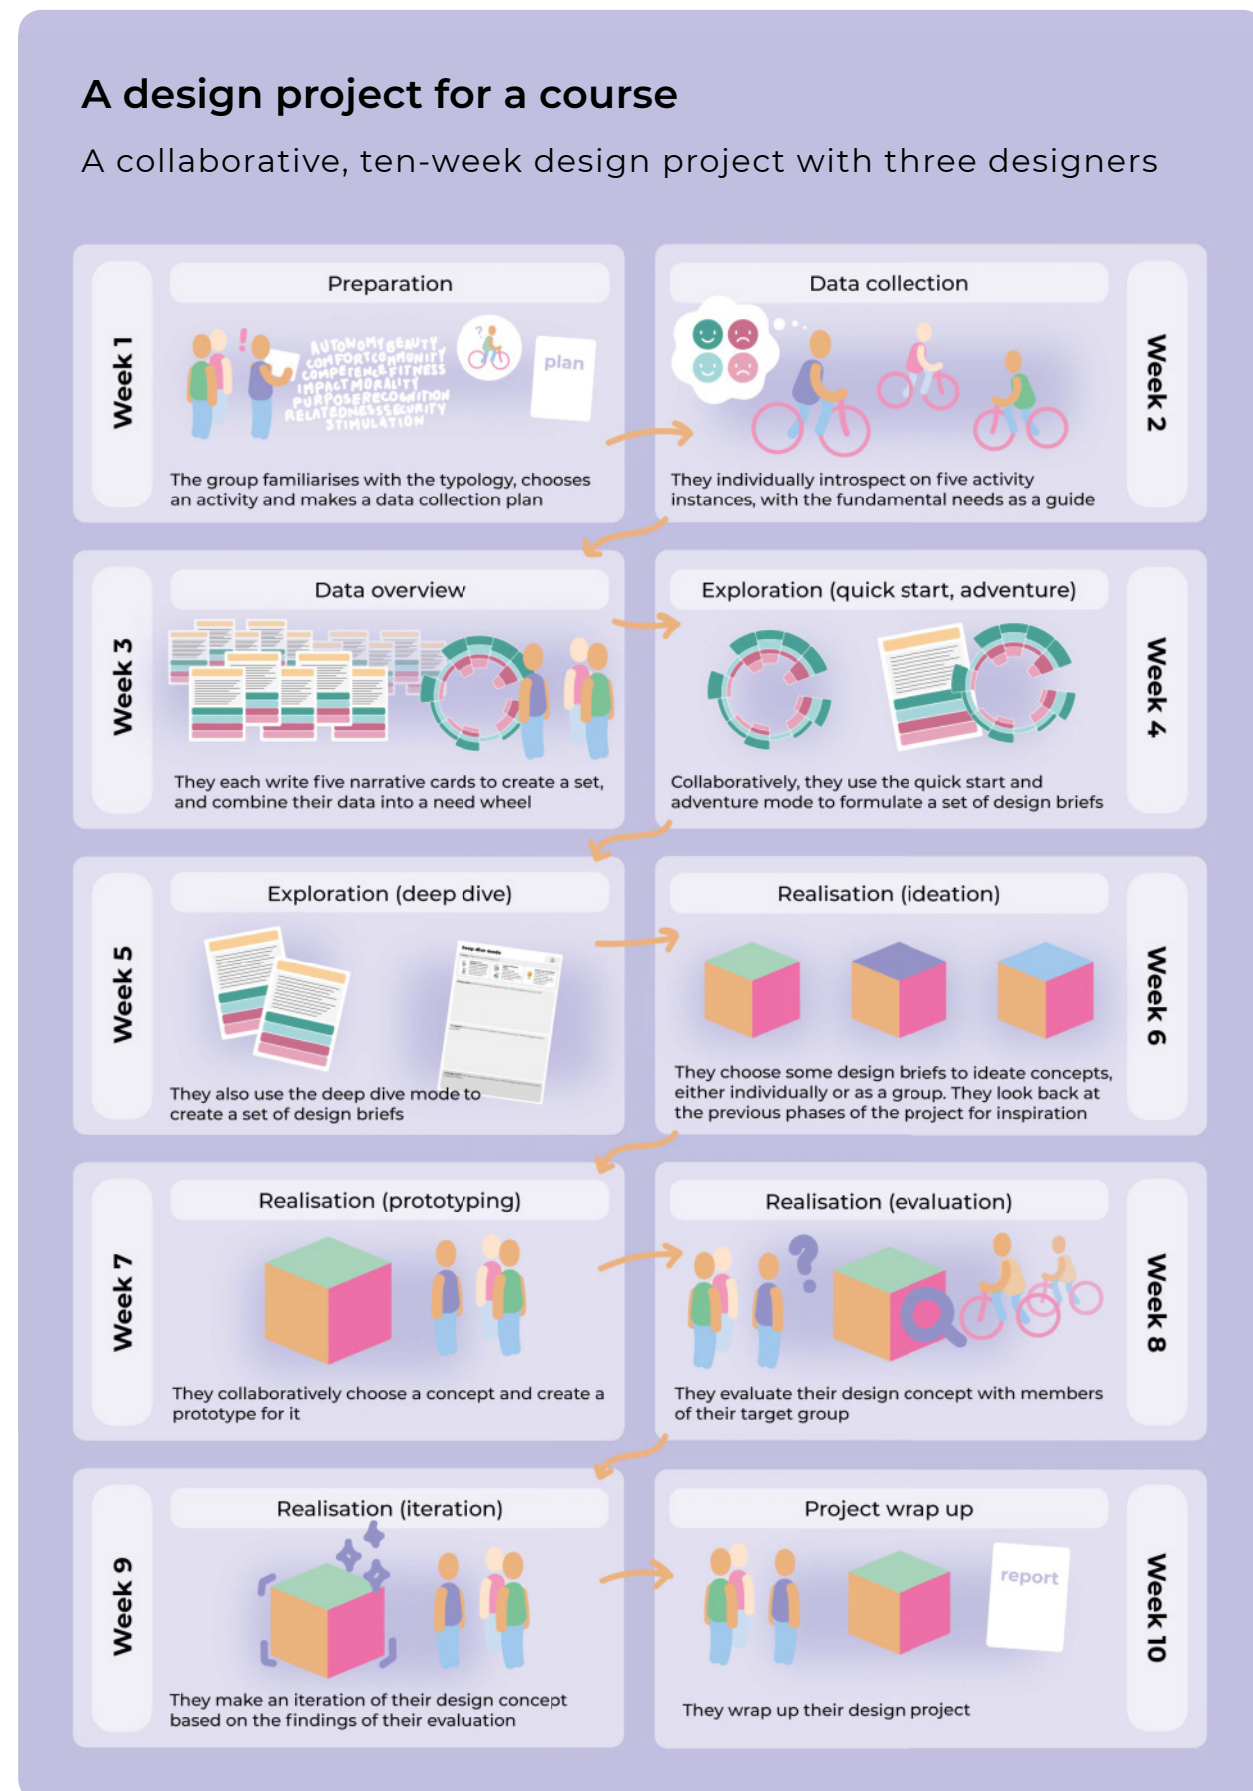 A design project for a course
A collaborative, ten-week design project with three designers
Week 1
Preparation
AUTONOMY BEAUTY
COMFORT COMMUNITY
COMPETENCE FITNESS
IMPACT MORALITY
PURPOSE RECOGNITION
RELATEDNESS SECURITY
STIMULATION
?
plan
The group familiarises with the typology, chooses
an activity and makes a data collection plan
Data collection
Week 2
They individually introspect on five activity
instances, with the fundamental needs as a guide
Week 3
Data overview
They each write five narrative cards to create a set,
and combine their data into a need wheel
Exploration (quick start, adventure)
Week 4
Collaboratively, they use the quick start and
adventure mode to formulate a set of design briefs
Week 5
Exploration (deep dive)
Deep dive mode
They also use the deep dive mode to
create a set of design briefs
Realisation (ideation)
Week 6
They choose some design briefs to ideate concepts,
either individually or as a group. They look back at
the previous phases of the project for inspiration
Week 7
Realisation (prototyping)
They collaboratively choose a concept and create a
prototype for it
Realisation (evaluation)
?
Week 8
They evaluate their design concept with members
of their target group
Week 9
Realisation (iteration)
They make an iteration of their design concept
based on the findings of their evaluation
Project wrap up
report
Week 10
They wrap up their design project